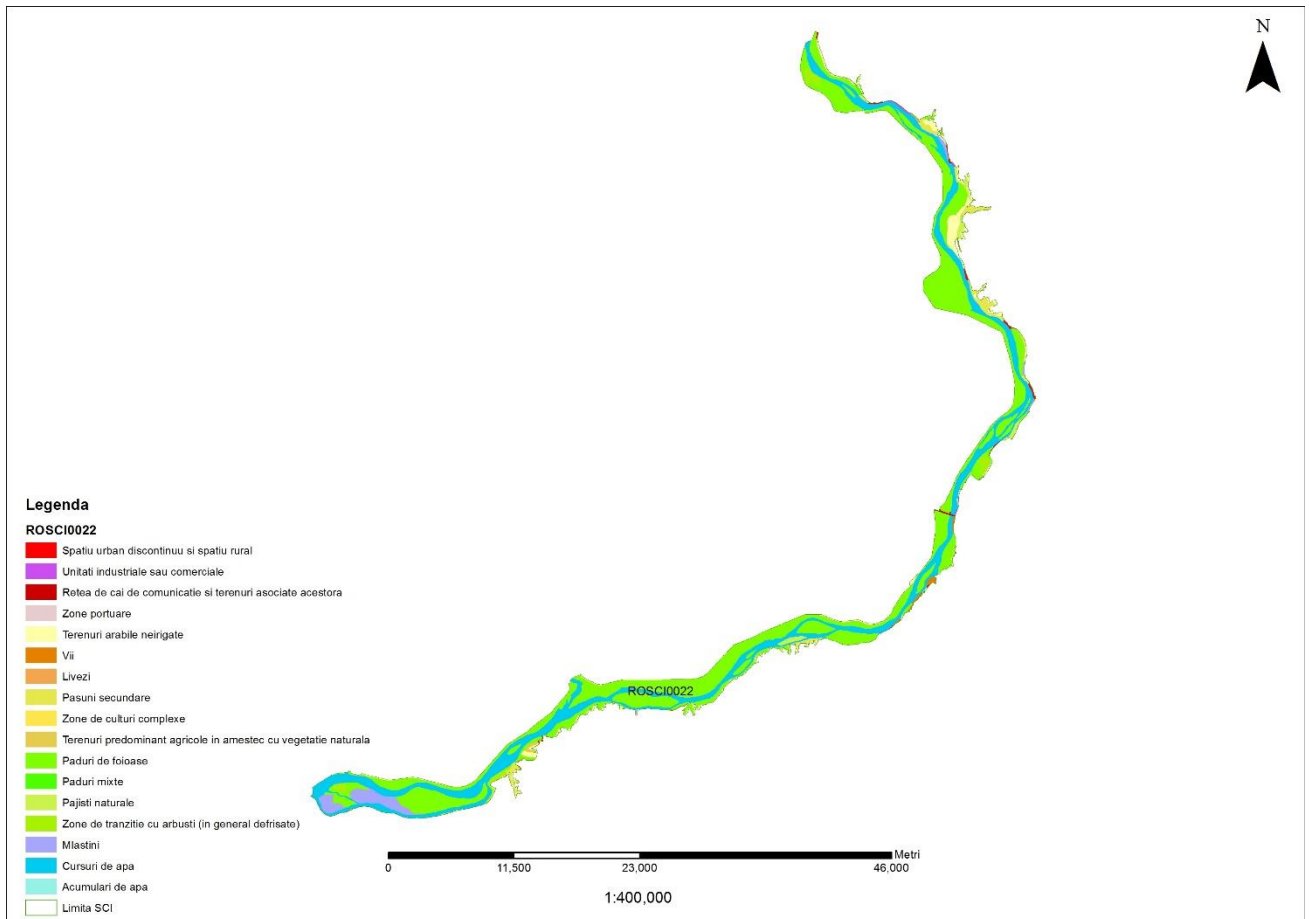 N
ROSCI0022
Legenda
ROSCI0022
Spatiu urban discontinuu si spatiu rural
Unitati industriale sau comerciale
Retea de cai de comunicatie si terenuri asociate acestora
Zone portuare
Terenuri arabile neirigate
Vii
Livezi
Pasuni secundare
Zone de culturi complexe
Terenuri predominant agricole in amestec cu vegetatie naturala
Paduri de foioase
Paduri mixte
Pajisti naturale
Zone de tranzitie cu arbusti (in general defrisate)
Mlastini
Cursuri de apa
Acumulari de apa
Limita SCI
Metri
0 11,500 23,000 46,000
1:400,000